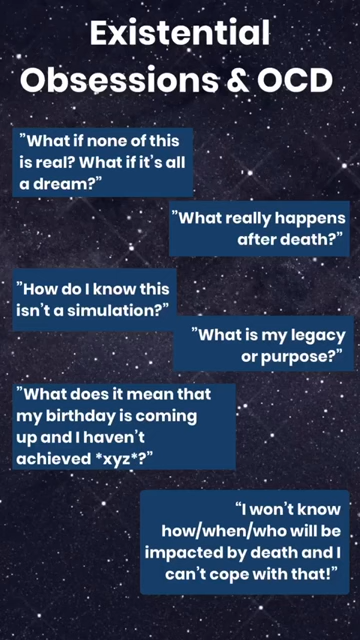 Existential
Obsessions & OCD
”What if none of this
is real? What if it’s all
a dream?”
”What really happens
after death?”
”How do I know this
isn’t a simulation?”
”What is my legacy
or purpose?”
”What does it mean that
my birthday is coming
up and I haven’t
achieved *xyz*?”
“I won’t know
how/when/who will be
impacted by death and I
can’t cope with that!”